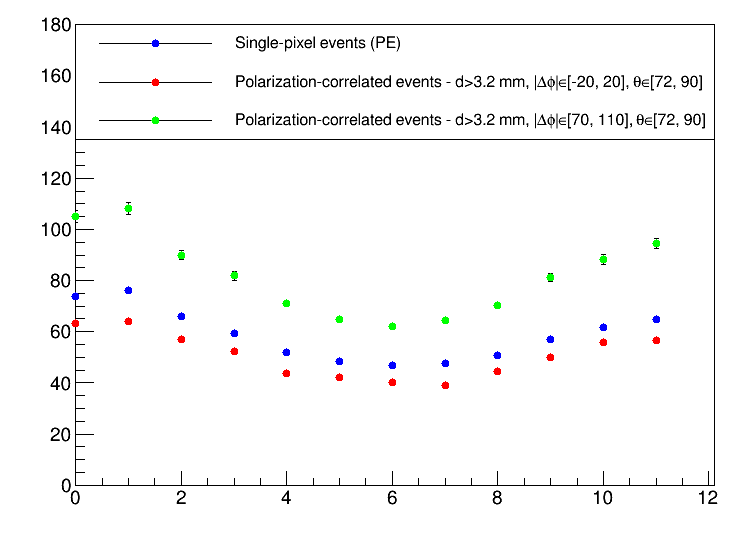 180
Single-pixel events (PE)
160
Polarization-correlated events - d>3.2 mm, |Δϕ|∈[-20, 20], θ∈[72, 90]
Polarization-correlated events - d>3.2 mm, |Δϕ|∈[70, 110], θ∈[72, 90]
140
120
100
80
60
40
20
0
0 2 4 6 8 10 12